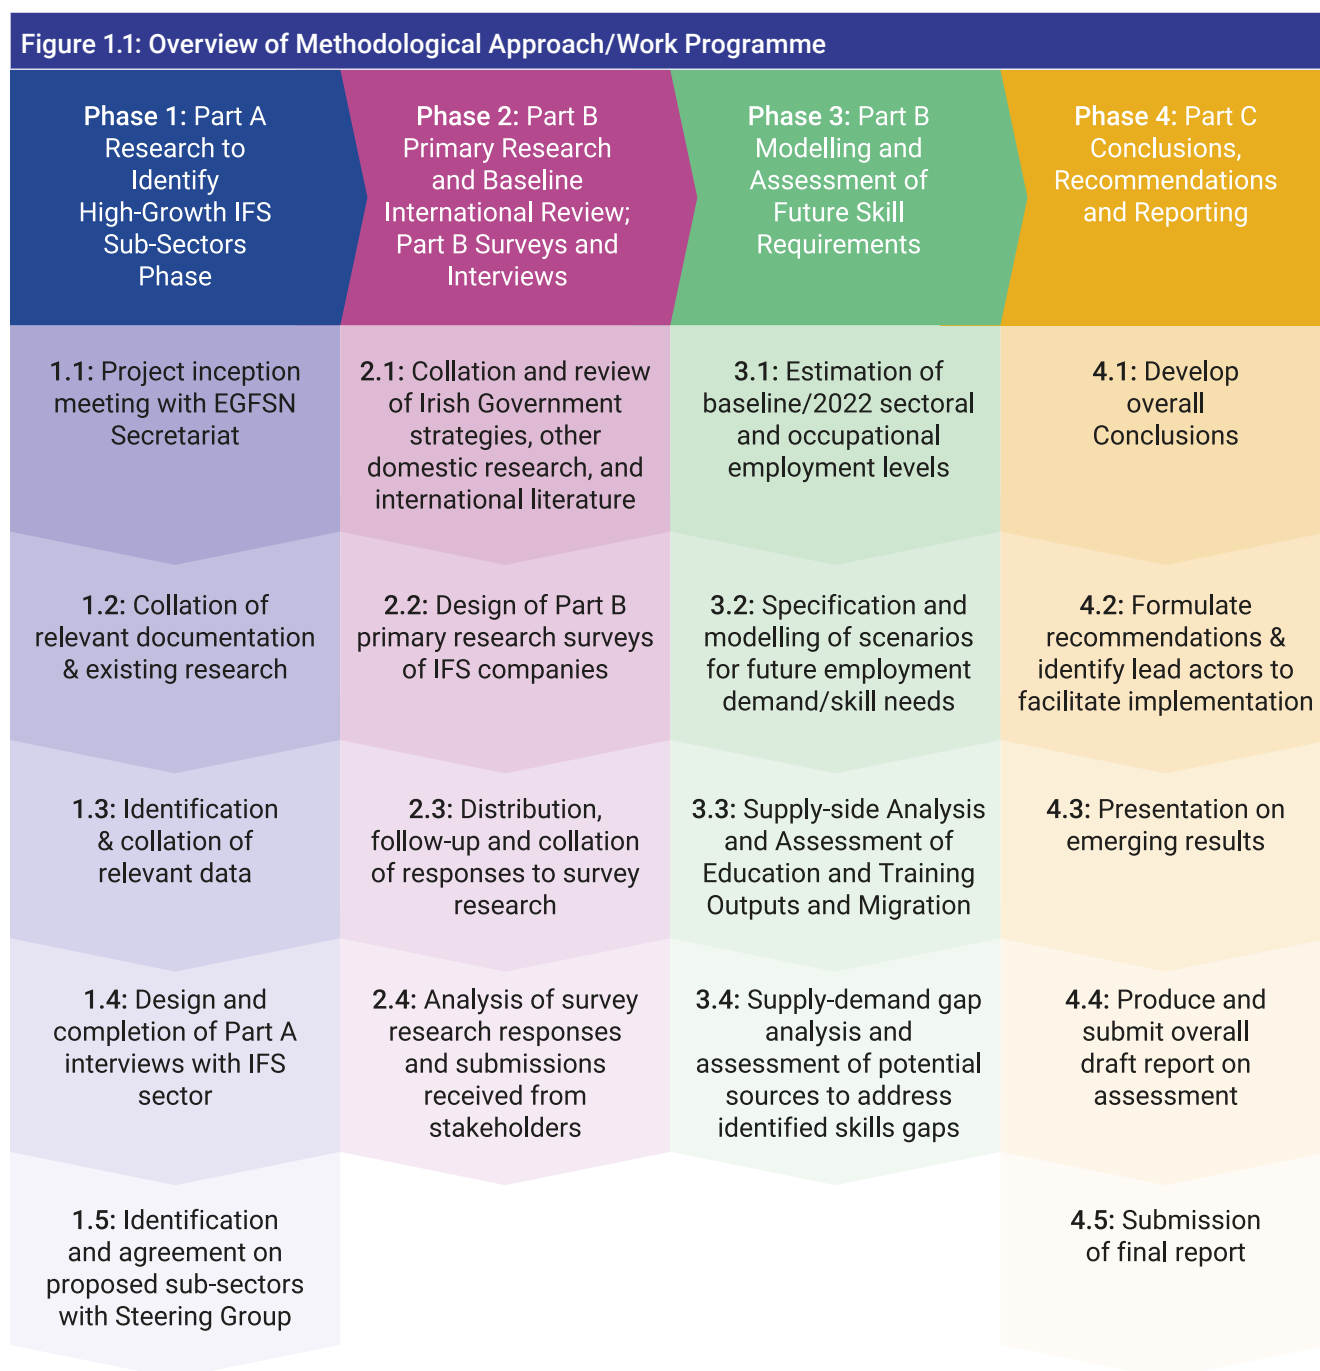 Figure 1.1: Overview of Methodological Approach/Work Programme
Phase 1: Part A
Research to
Identify
High-Growth IFS
Sub-Sectors
Phase
Phase 2: Part B
Primary Research
and Baseline
International Review;
Part B Surveys and
Interviews
Phase 3: Part B
Modelling and
Assessment of
Future Skill
Requirements
Phase 4: Part C
Conclusions,
Recommendations
and Reporting
1.1: Project inception
meeting with EGFSN
Secretariat
1.2: Collation of
relevant documentation
& existing research
1.3: Identification
& collation of
relevant data
1.4: Design and
completion of Part A
interviews with IFS
sector
1.5: Identification
and agreement on
proposed sub-sectors
with Steering Group
2.1: Collation and review
of Irish Government
strategies, other
domestic research, and
international literature
2.2: Design of Part B
primary research surveys
of IFS companies
2.3: Distribution,
follow-up and collation
of responses to survey
research
2.4: Analysis of survey
research responses
and submissions
received from
stakeholders
3.1: Estimation of
baseline/2022 sectoral
and occupational
employment levels
3.2: Specification and
modelling of scenarios
for future employment
demand/skill needs
3.3: Supply-side Analysis
and Assessment of
Education and Training
Outputs and Migration
3.4: Supply-demand gap
analysis and
assessment of potential
sources to address
identified skills gaps
4.1: Develop
overall
Conclusions
4.2: Formulate
recommendations &
identify lead actors to
facilitate implementation
4.3: Presentation on
emerging results
4.4: Produce and
submit overall
draft report on
assessment
4.5: Submission
of final report